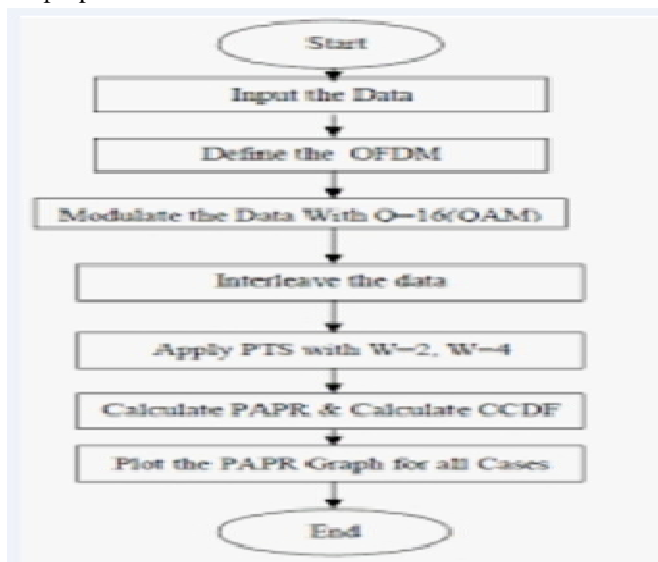 Start
Input the Data
Define the OFDM
Modulate the Data With Q=16(QAM)
Interleave the data
Apply PTS with W=2, W=4
Calculate PAPR & Calculate CCDF
Plot the PAPR Graph for all Cases
End